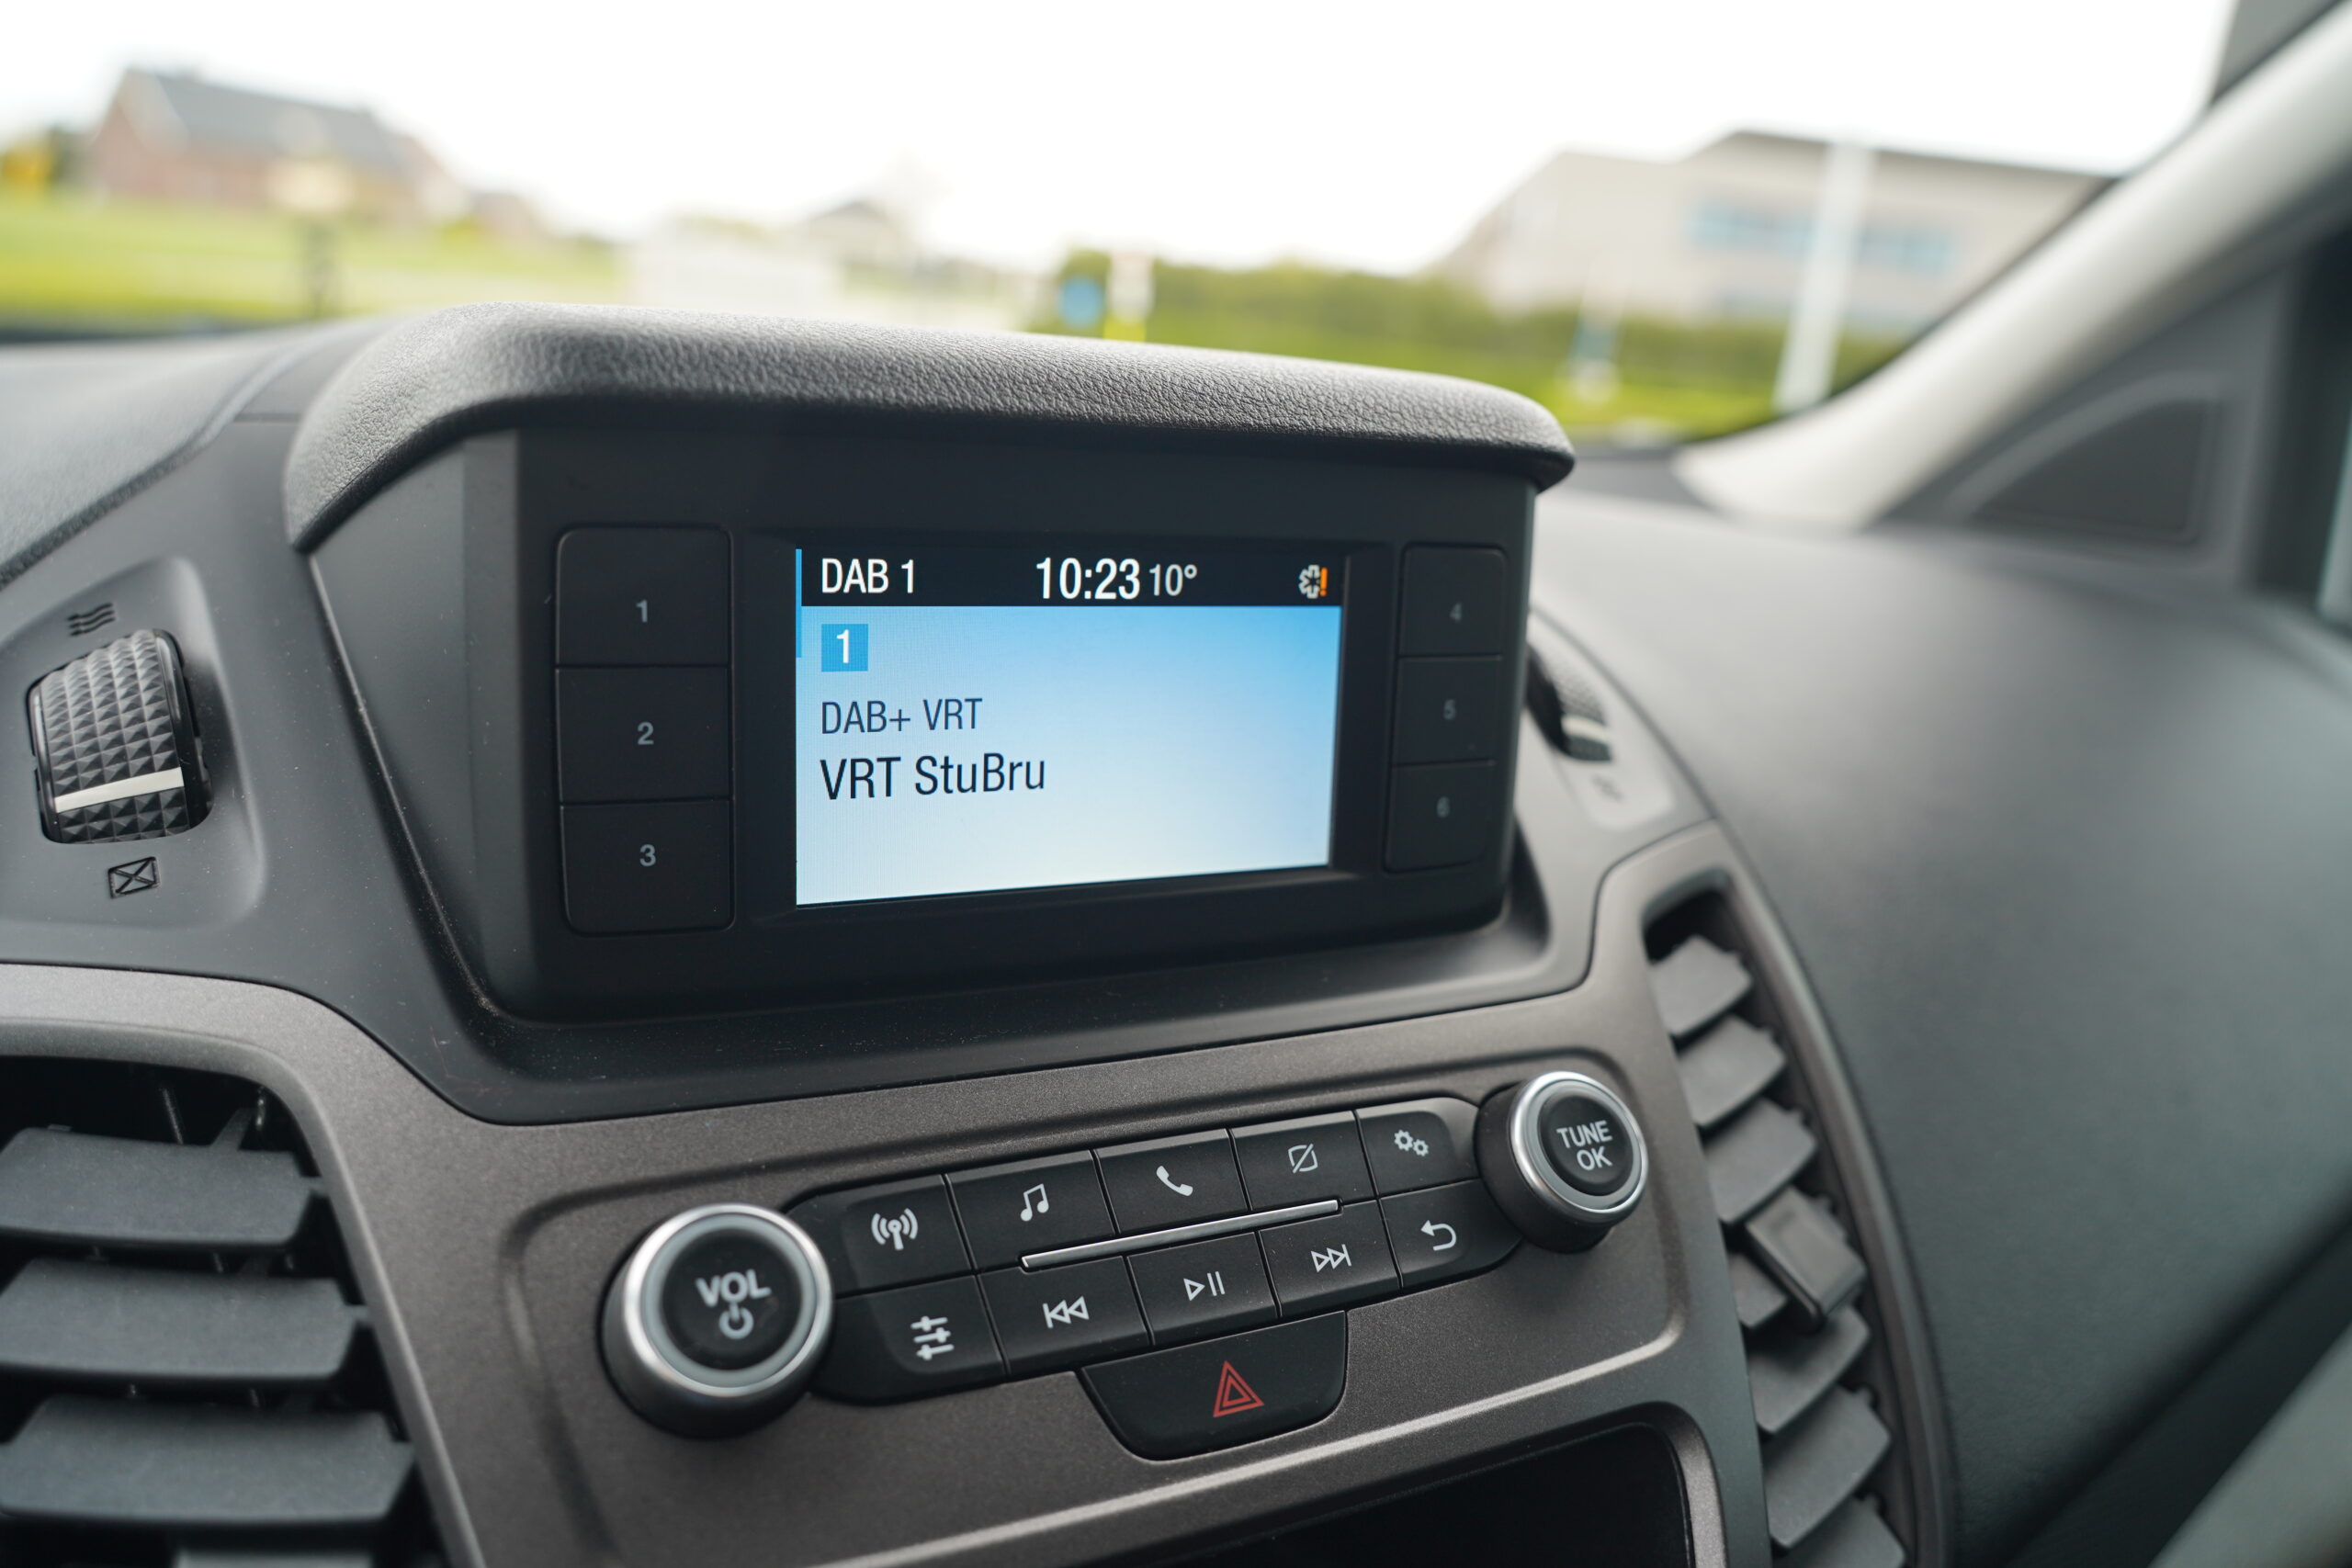 DAB 1 10:23 10°
1
DAB+ VRT
VRT StuBru
1
2
3
4
5
6
VOL
TUNE
OK